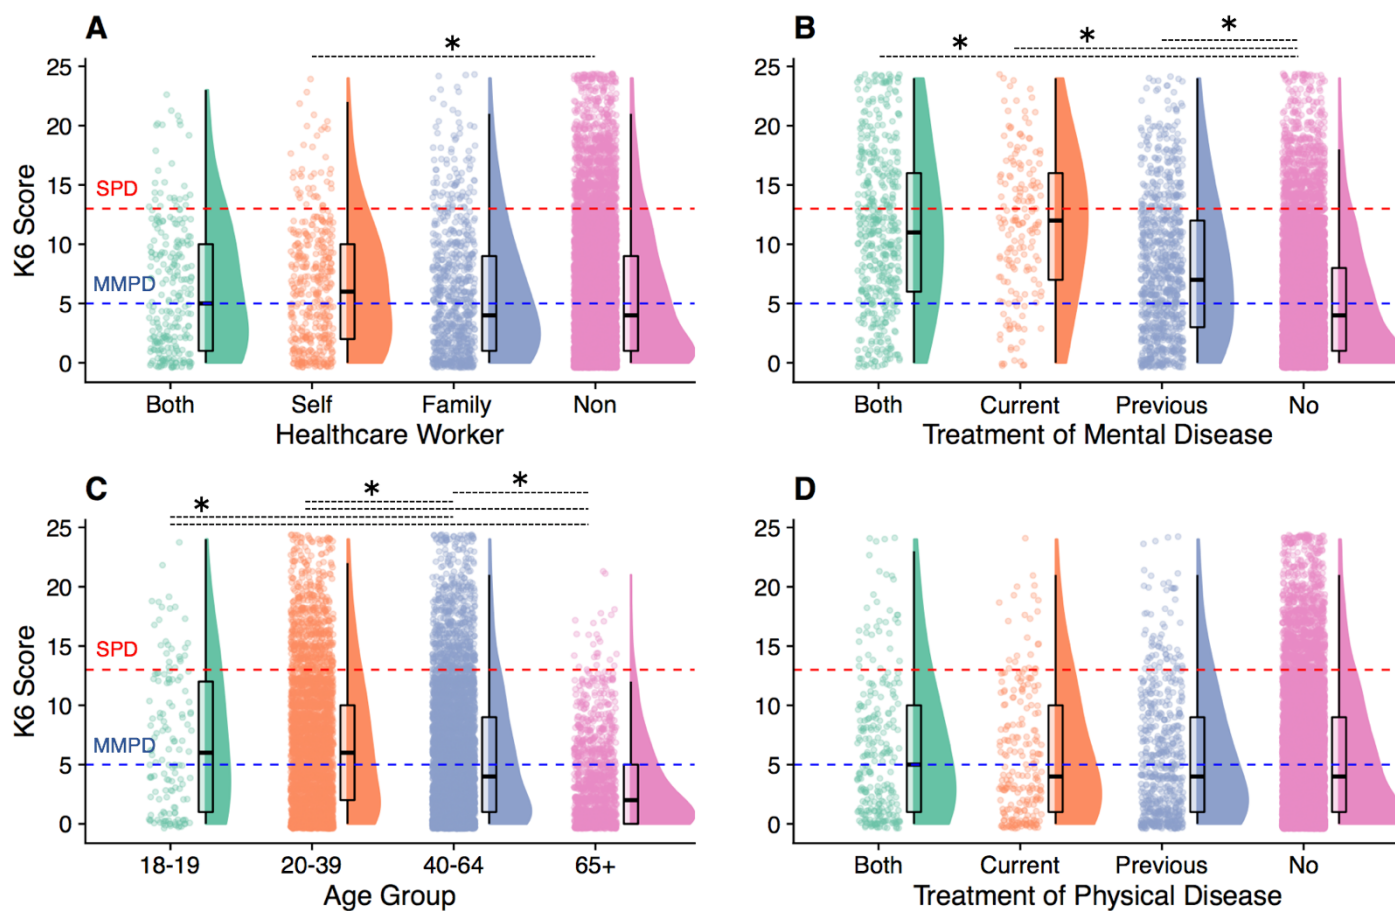 A
*
K6 Score
25
20
15
10
5
0
SPD
MMPD
Both Self Family Non
Healthcare Worker
B
* * *
25
20
15
10
5
0
Both Current Previous No
Treatment of Mental Disease
C
* * *
K6 Score
25
20
15
10
5
0
SPD
MMPD
18-19 20-39 40-64 65+
Age Group
D
25
20
15
10
5
0
Both Current Previous No
Treatment of Physical Disease